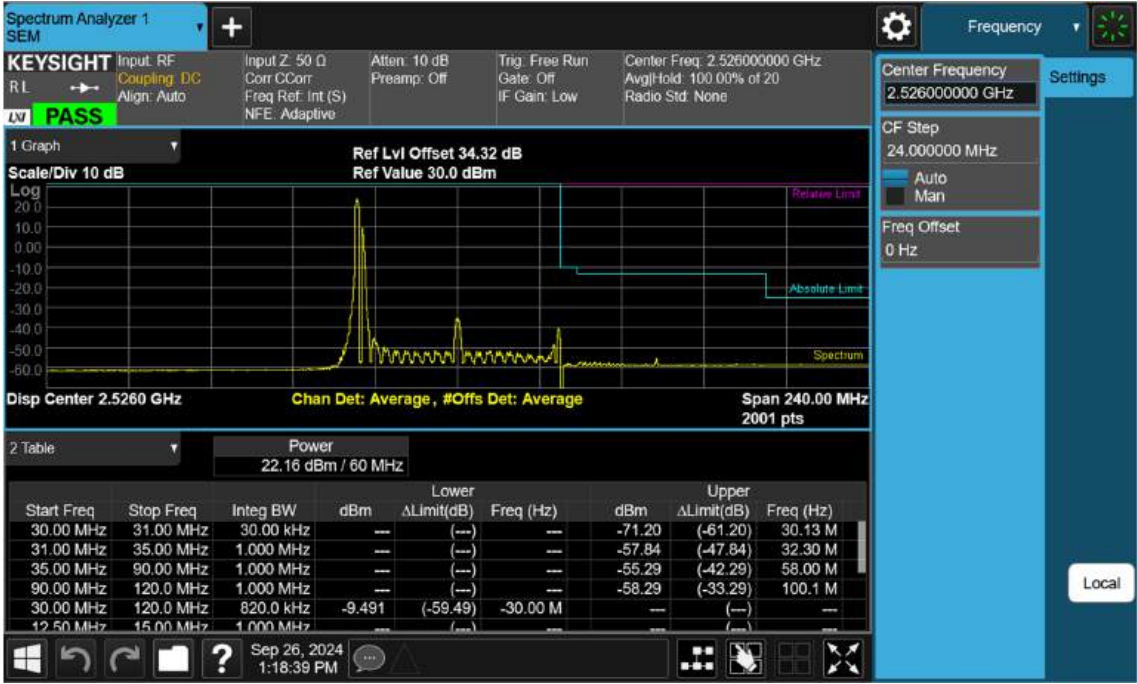 Spectrum Analyzer 1
SEM
Frequency
KEYSIGHT
Input: RF
Coupling: DC
Align: Auto
Input Z: 50 Ω
Corr CCorr
Freq Ref: Int (S)
NFE: Adaptive
Atten: 10 dB
Preamp: Off
Trig: Free Run
Gate: Off
IF Gain: Low
Center Freq: 2.526000000 GHz
Avg|Hold: 100.00% of 20
Radio Std: None
R L
LXI PASS
Center Frequency
2.526000000 GHz
Settings
CF Step
24.000000 MHz
Auto
Man
Freq Offset
0 Hz
Local
1 Graph
Scale/Div 10 dB
Ref Lvl Offset 34.32 dB
Ref Value 30.0 dBm
Log
20.0
10.0
0.00
-10.0
-20.0
-30.0
-40.0
-50.0
-60.0
Relative Limit
Absolute Limit
Spectrum
Disp Center 2.5260 GHz Chan Det: Average, #Offs Det: Average Span 240.00 MHz
2001 pts
2 Table
Power
22.16 dBm / 60 MHz
Lower Upper
Start Freq Stop Freq Integ BW dBm ΔLimit(dB) Freq (Hz) dBm ΔLimit(dB) Freq (Hz)
30.00 MHz 31.00 MHz 30.00 kHz --- (---) --- -71.20 (-61.20) 30.13 M
31.00 MHz 35.00 MHz 1.000 MHz --- (---) --- -57.84 (-47.84) 32.30 M
35.00 MHz 90.00 MHz 1.000 MHz --- (---) --- -55.29 (-42.29) 58.00 M
90.00 MHz 120.0 MHz 1.000 MHz --- (---) --- -58.29 (-33.29) 100.1 M
30.00 MHz 120.0 MHz 820.0 kHz -9.491 (-59.49) -30.00 M --- (---) ---
12.50 MHz 15.00 MHz 1.000 MHz --- (---) --- --- (---) ---
?
Sep 26, 2024
1:18:39 PM